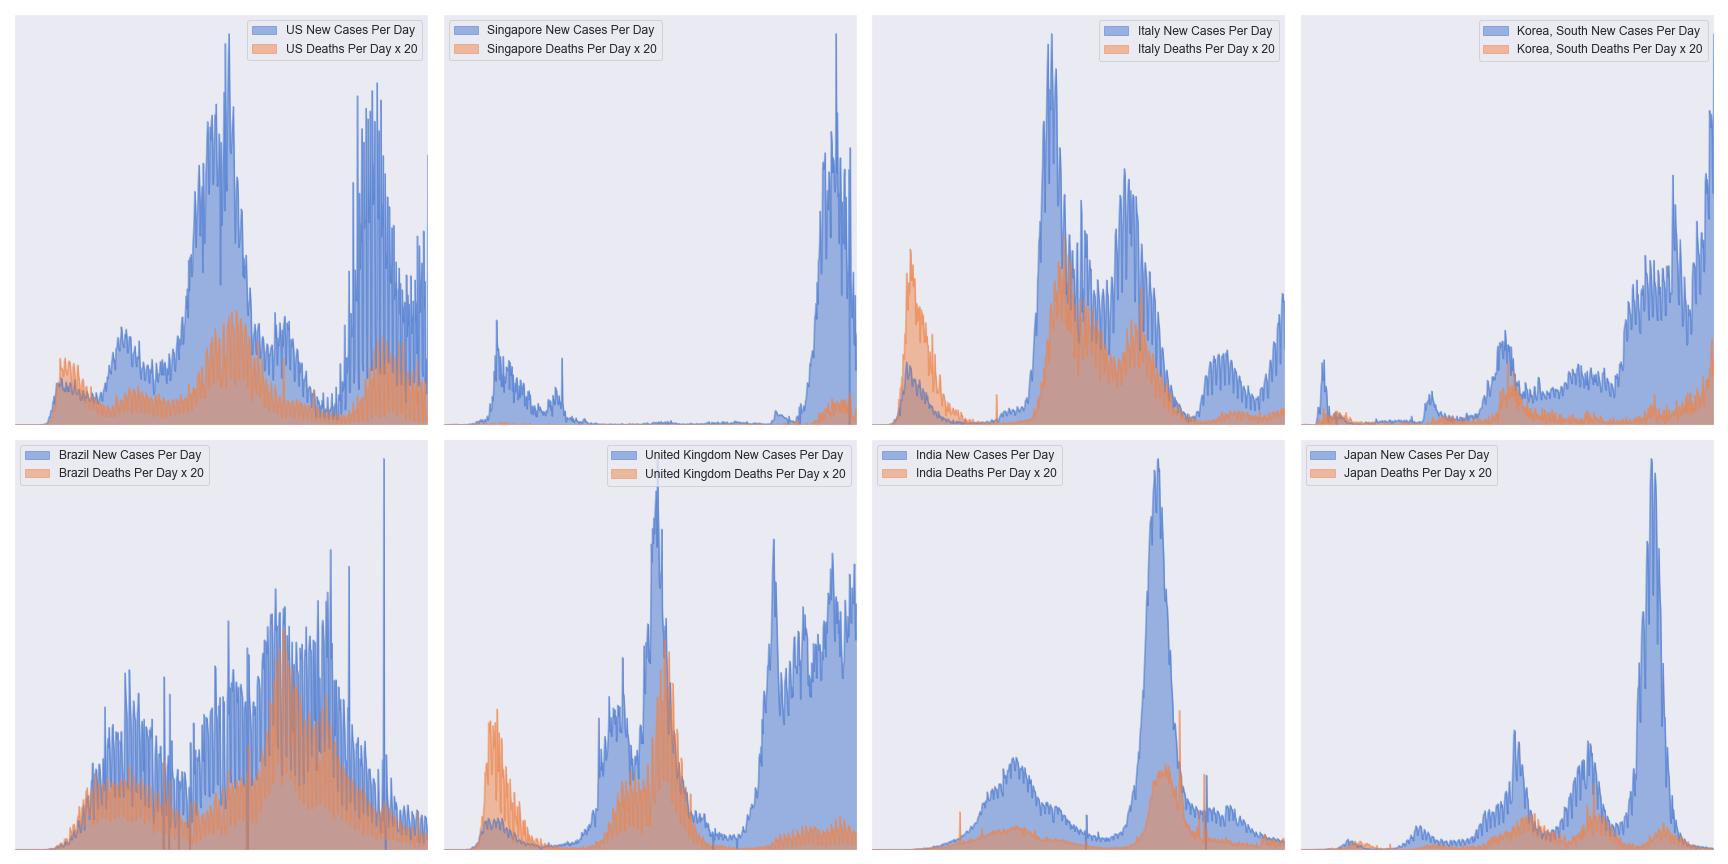 US New Cases Per Day
US Deaths Per Day x 20
Singapore New Cases Per Day
Singapore Deaths Per Day x 20
Italy New Cases Per Day
Italy Deaths Per Day x 20
Korea, South New Cases Per Day
Korea, South Deaths Per Day x 20
Brazil New Cases Per Day
Brazil Deaths Per Day x 20
United Kingdom New Cases Per Day
United Kingdom Deaths Per Day x 20
India New Cases Per Day
India Deaths Per Day x 20
Japan New Cases Per Day
Japan Deaths Per Day x 20